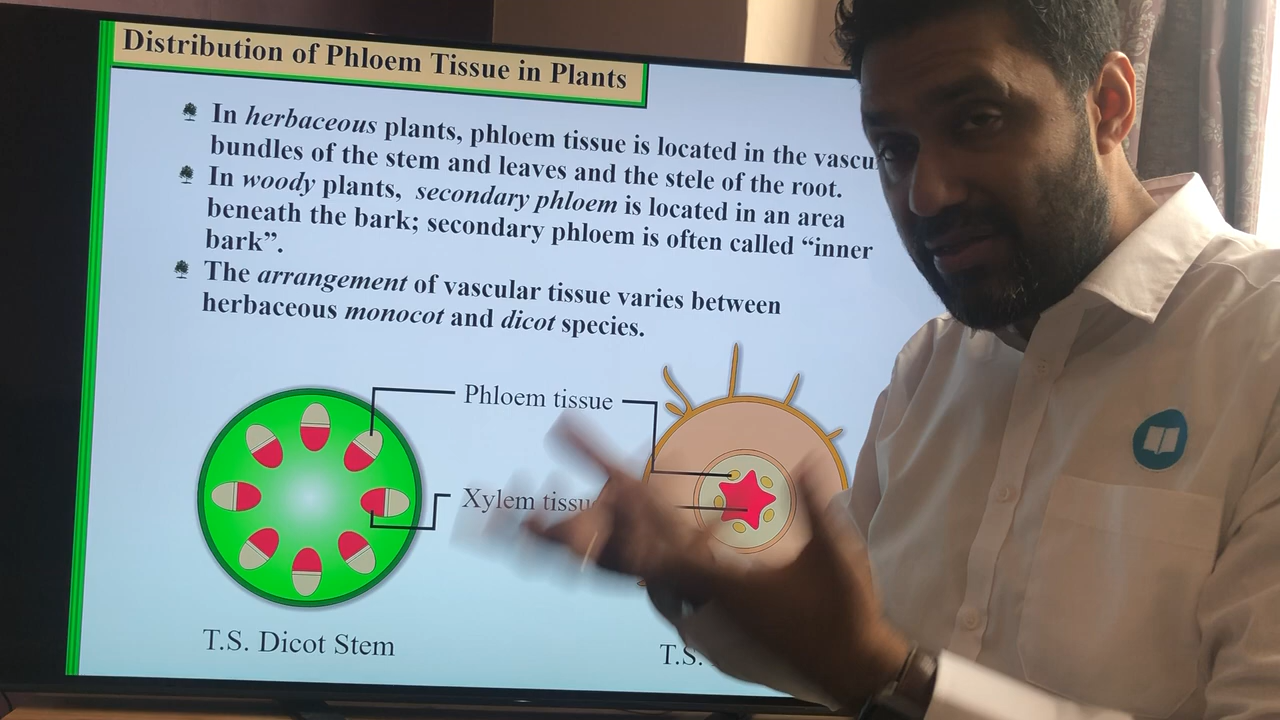 Distribution of Phloem Tissue in Plants
In herbaceous plants, phloem tissue is located in the vascu
bundles of the stem and leaves and the stele of the root.
In woody plants, secondary phloem is located in an area
beneath the bark; secondary phloem is often called “inner
bark”.
The arrangement of vascular tissue varies between
herbaceous monocot and dicot species.
Phloem tissue
Xylem tissu
T.S. Dicot Stem
T.S.